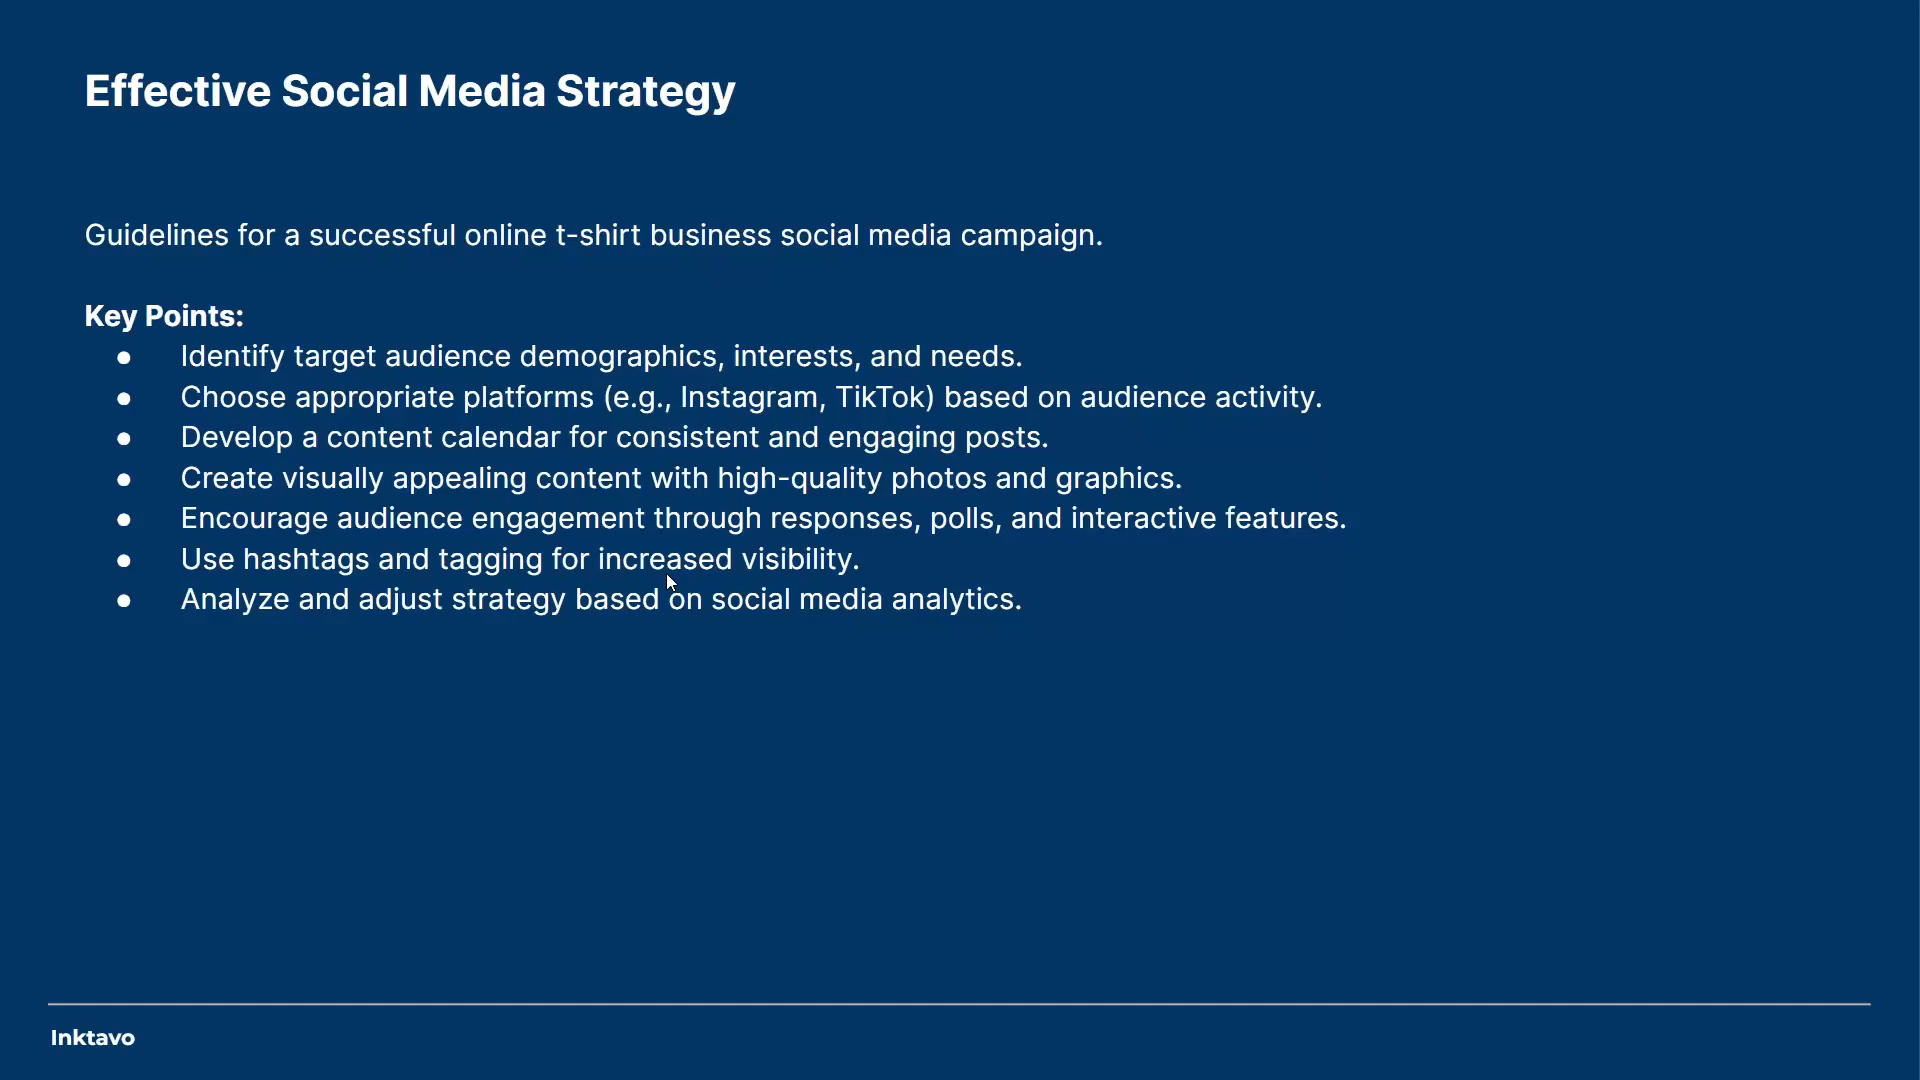 Effective Social Media Strategy
Guidelines for a successful online t-shirt business social media campaign.
Key Points:
● Identify target audience demographics, interests, and needs.
● Choose appropriate platforms (e.g., Instagram, TikTok) based on audience activity.
● Develop a content calendar for consistent and engaging posts.
● Create visually appealing content with high-quality photos and graphics.
● Encourage audience engagement through responses, polls, and interactive features.
● Use hashtags and tagging for increased visibility.
● Analyze and adjust strategy based on social media analytics.
Inktavo